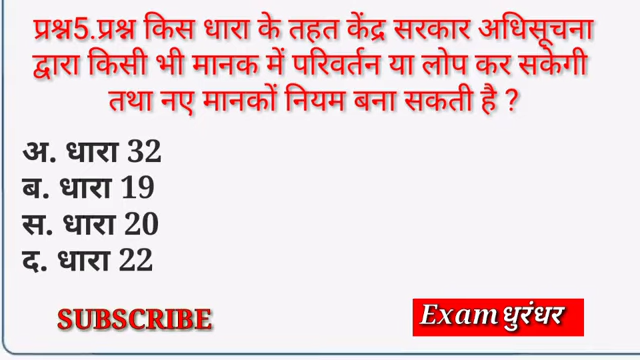 प्रश्न5.प्रश्न किस धारा के तहत केंद्र सरकार अधिसूचना
द्वारा किसी भी मानक में परिवर्तन या लोप कर सकेगी
तथा नए मानकों नियम बना सकती है ?
अ. धारा 32
ब. धारा 19
स. धारा 20
द. धारा 22
SUBSCRIBE
Exam धुरंधर